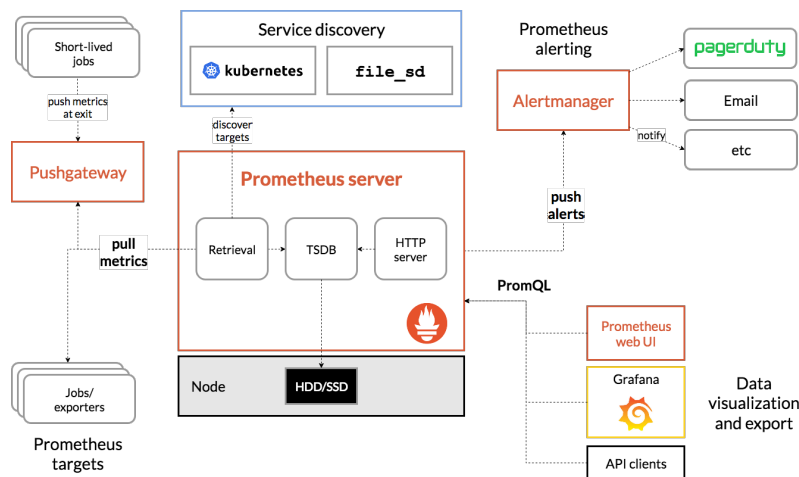 Short-lived
jobs
push metrics
at exit
Pushgateway
pull
metrics
Jobs/
exporters
Prometheus
targets
Service discovery
kubernetes
file_sd
discover
targets
Prometheus server
Retrieval
TSDB
HTTP
server
Node
HDD/SSD
Prometheus
alerting
Alertmanager
push
alerts
notify
pagerduty
Email
etc
PromQL
Prometheus
web UI
Grafana
API clients
Data
visualization
and export